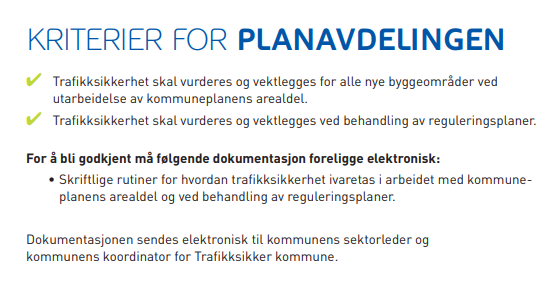 KRITERIER FOR PLANAVDELINGEN
✔ Trafikksikkerhet skal vurderes og vektlegges for alle nye byggeområder ved
utarbeidelse av kommuneplanens arealdel.
✔ Trafikksikkerhet skal vurderes og vektlegges ved behandling av reguleringsplaner.
For å bli godkjent må følgende dokumentasjon foreligge elektronisk:
• Skriftlige rutiner for hvordan trafikksikkerhet ivaretas i arbeidet med kommune-
planens arealdel og ved behandling av reguleringsplaner.
Dokumentasjonen sendes elektronisk til kommunens sektorleder og
kommunens koordinator for Trafikksikker kommune.